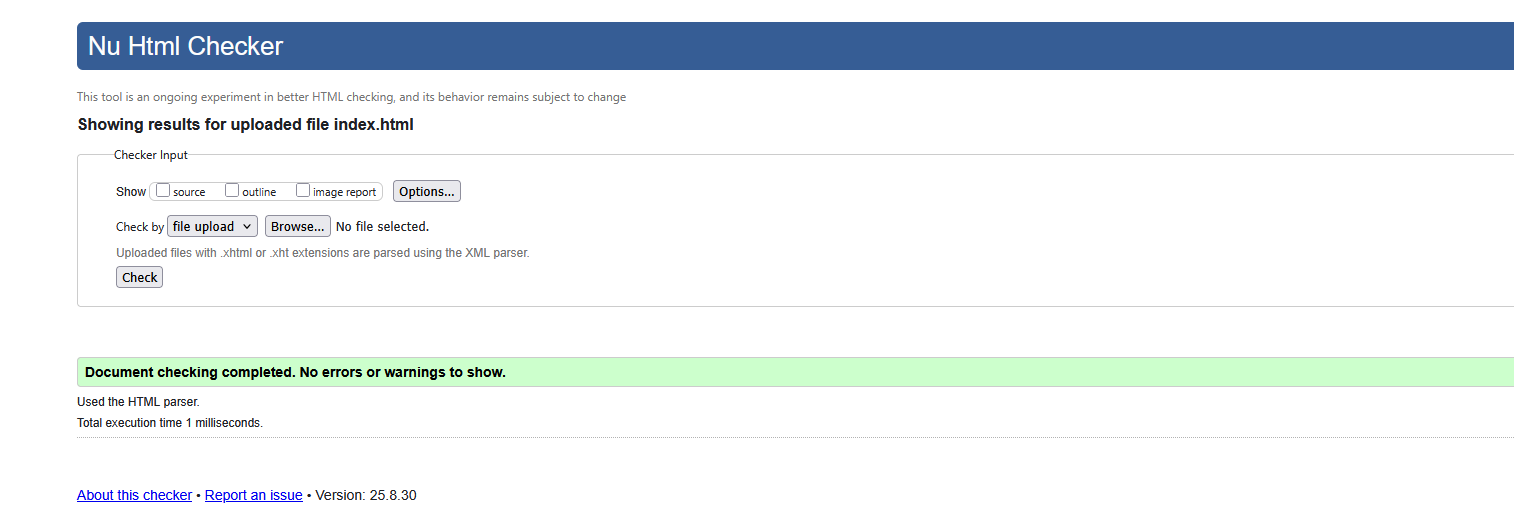 Nu Html Checker
This tool is an ongoing experiment in better HTML checking, and its behavior remains subject to change
Showing results for uploaded file index.html
Checker Input
Show source outline image report Options...
Check by file upload Browse... No file selected.
Uploaded files with .xhtml or .xht extensions are parsed using the XML parser.
Check
Document checking completed. No errors or warnings to show.
Used the HTML parser.
Total execution time 1 milliseconds.
About this checker • Report an issue • Version: 25.8.30